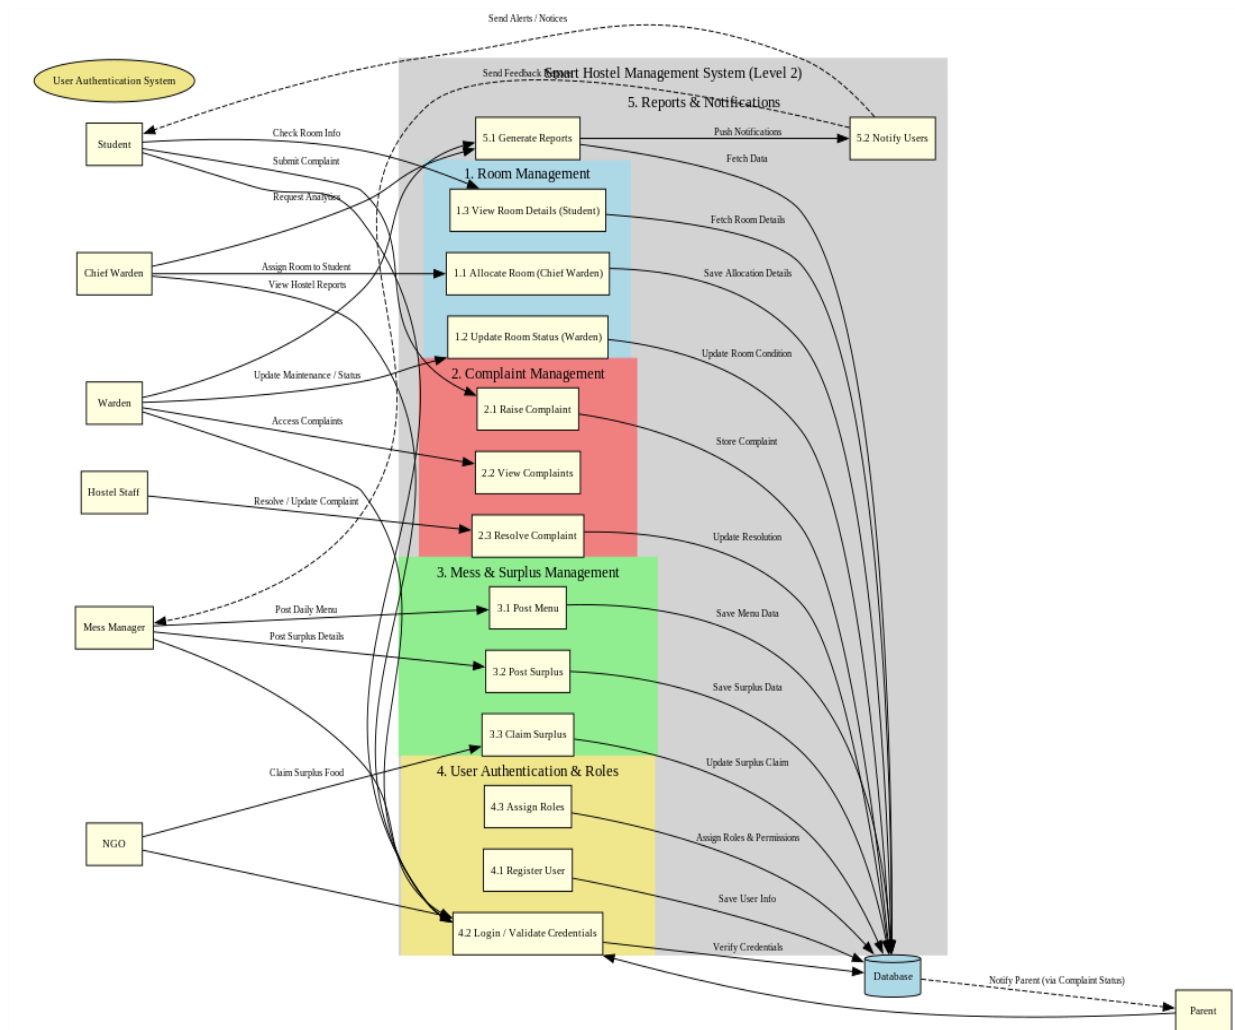 Send Alerts / Notices
User Authentication System
Smart Hostel Management System (Level 2)
Send Feedback
5. Reports & Notifications
Student
Check Room Info
5.1 Generate Reports
Push Notifications
5.2 Notify Users
Submit Complaint
Fetch Data
1. Room Management
Request Analytics
1.3 View Room Details (Student)
Fetch Room Details
Chief Warden
Assign Room to Student
1.1 Allocate Room (Chief Warden)
Save Allocation Details
View Hostel Reports
1.2 Update Room Status (Warden)
Update Room Condition
Update Maintenance / Status
2. Complaint Management
Warden
2.1 Raise Complaint
Access Complaints
Store Complaint
2.2 View Complaints
Hostel Staff
Resolve / Update Complaint
2.3 Resolve Complaint
Update Resolution
3. Mess & Surplus Management
Mess Manager
Post Daily Menu
3.1 Post Menu
Save Menu Data
Post Surplus Details
3.2 Post Surplus
Save Surplus Data
3.3 Claim Surplus
Claim Surplus Food
Update Surplus Claim
4. User Authentication & Roles
4.3 Assign Roles
Assign Roles & Permissions
NGO
4.1 Register User
Save User Info
4.2 Login / Validate Credentials
Verify Credentials
Database
Notify Parent (via Complaint Status)
Parent